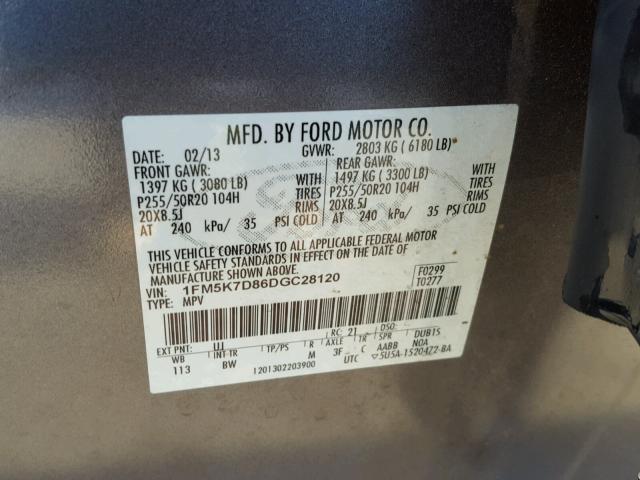 MFD. BY FORD MOTOR CO.
DATE: 02/13 GVWR: 2803 KG ( 6180 LB)
FRONT GAWR: REAR GAWR:
1397 KG ( 3080 LB) WITH 1497 KG ( 3300 LB) WITH
P255/50R20 104H TIRES P255/50R20 104H TIRES
20X8.5J RIMS 20X8.5J RIMS
AT 240 kPa/ 35 PSI COLD AT 240 kPa/ 35 PSI COLD
THIS VEHICLE CONFORMS TO ALL APPLICABLE FEDERAL MOTOR
VEHICLE SAFETY STANDARDS IN EFFECT ON THE DATE OF
MANUFACTURE SHOWN ABOVE.
VIN: 1FM5K7D86DGC28120 F0299
TYPE: MPV T0277
EXT PNT: UJ RC: 21 DSO:
WB INT TR TP/PS R AXLE TR SPR DUB15
113 BW M 3F C AABB NOA
1201302203900 UTC 5U5A-15204Z2-BA